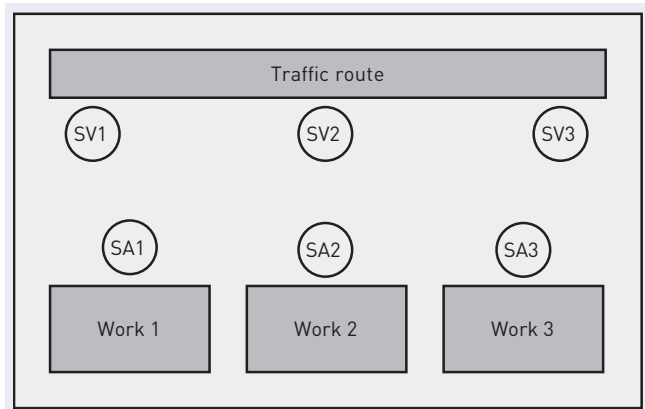 Traffic route
SV1 SV2 SV3
SA1 SA2 SA3
Work 1 Work 2 Work 3